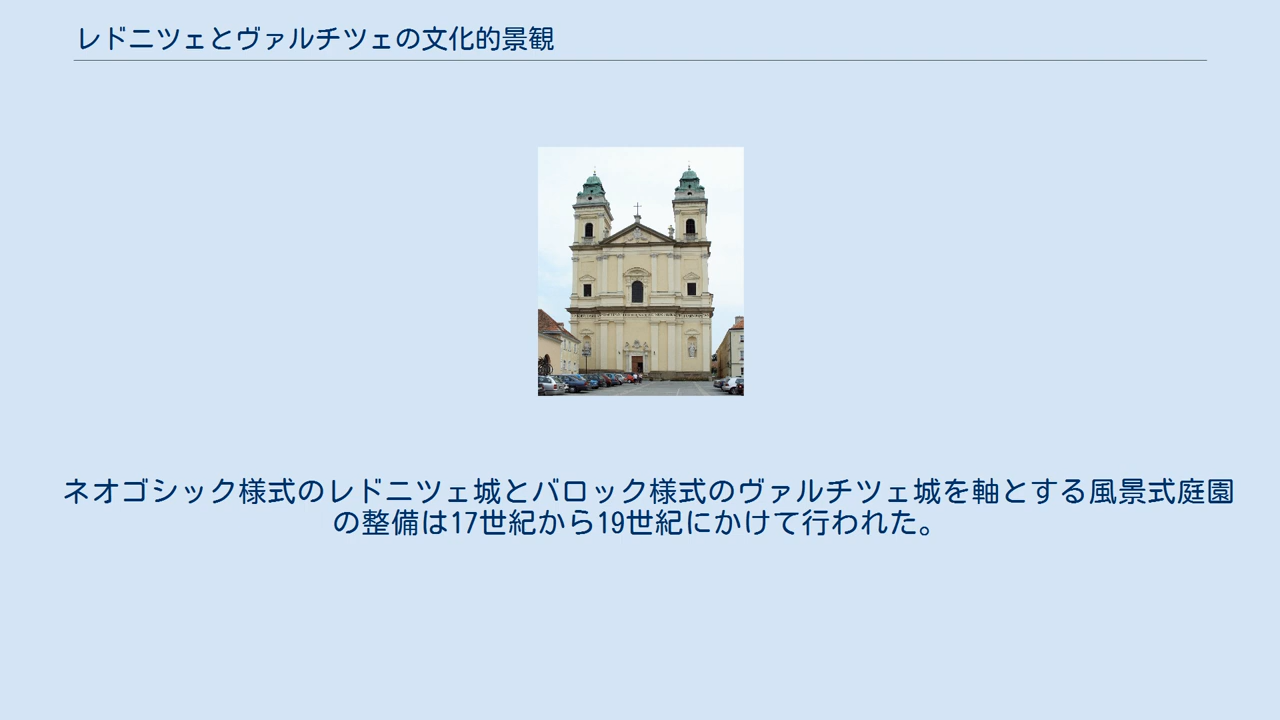 レドニツェとヴァルチツェの文化的景観
ネオゴシック様式のレドニツェ城とバロック様式のヴァルチツェ城を軸とする風景式庭園
の整備は17世紀から19世紀にかけて行われた。